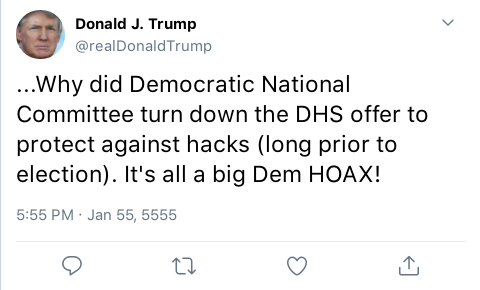 Donald J. Trump
@realDonaldTrump
...Why did Democratic National
Committee turn down the DHS offer to
protect against hacks (long prior to
election). It's all a big Dem HOAX!
5:55 PM · Jan 55, 5555